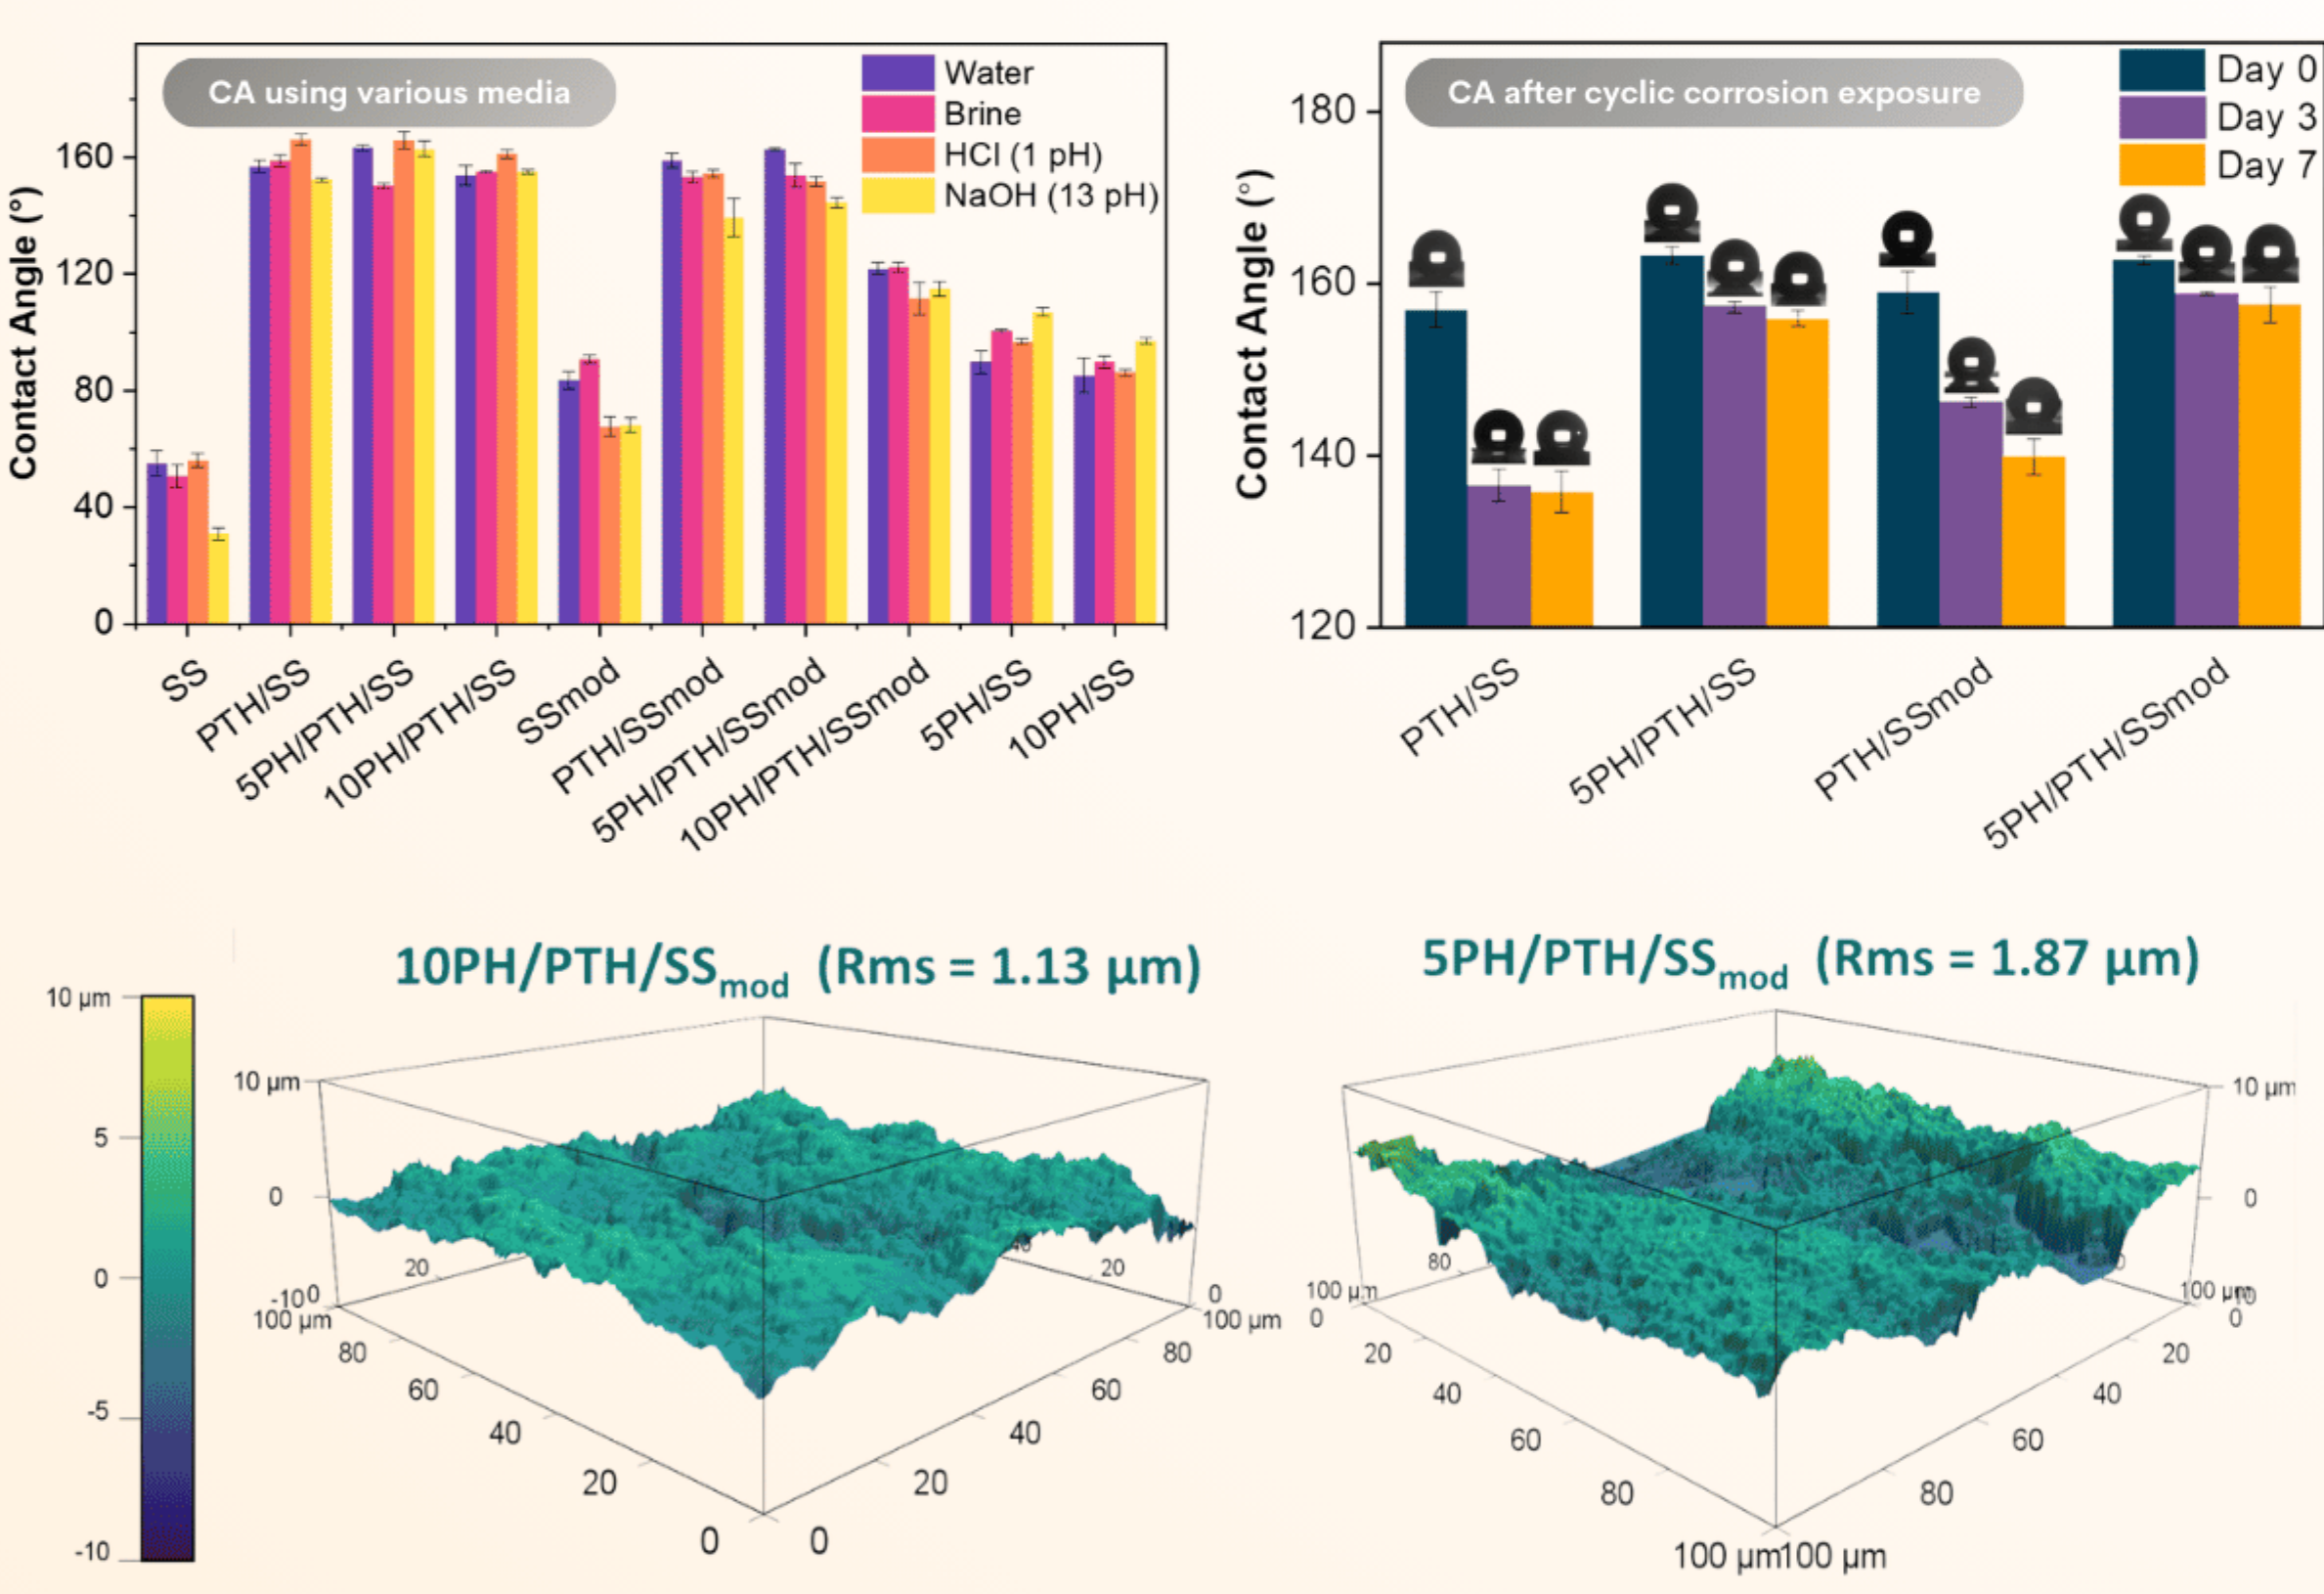 CA using various media
Water
Brine
HCl (1 pH)
NaOH (13 pH)
Contact Angle (°)
160
120
80
40
0
SS
PTH/SS
5PH/PTH/SS
10PH/PTH/SS
SSmod
PTH/SSmod
5PH/PTH/SSmod
10PH/PTH/SSmod
5PH/SS
10PH/SS
CA after cyclic corrosion exposure
Day 0
Day 3
Day 7
Contact Angle (°)
180
160
140
120
PTH/SS
5PH/PTH/SS
PTH/SSmod
5PH/PTH/SSmod
10PH/PTH/SSmod (Rms = 1.13 µm)
10 µm
5
0
-5
-10
10 µm
0
-10
0
20
100 µm
80
60
40
20
0
0
20
40
60
80
100 µm
0
20
40
5PH/PTH/SSmod (Rms = 1.87 µm)
10 µm
0
80
100 µm
0
20
40
60
80
100 µm
100 µm
80
60
40
20
0
100 µm